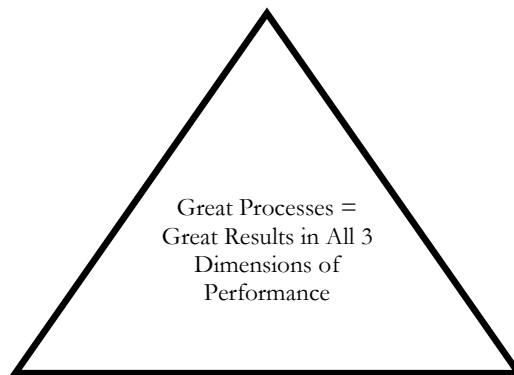 Great Processes =
Great Results in All 3
Dimensions of
Performance